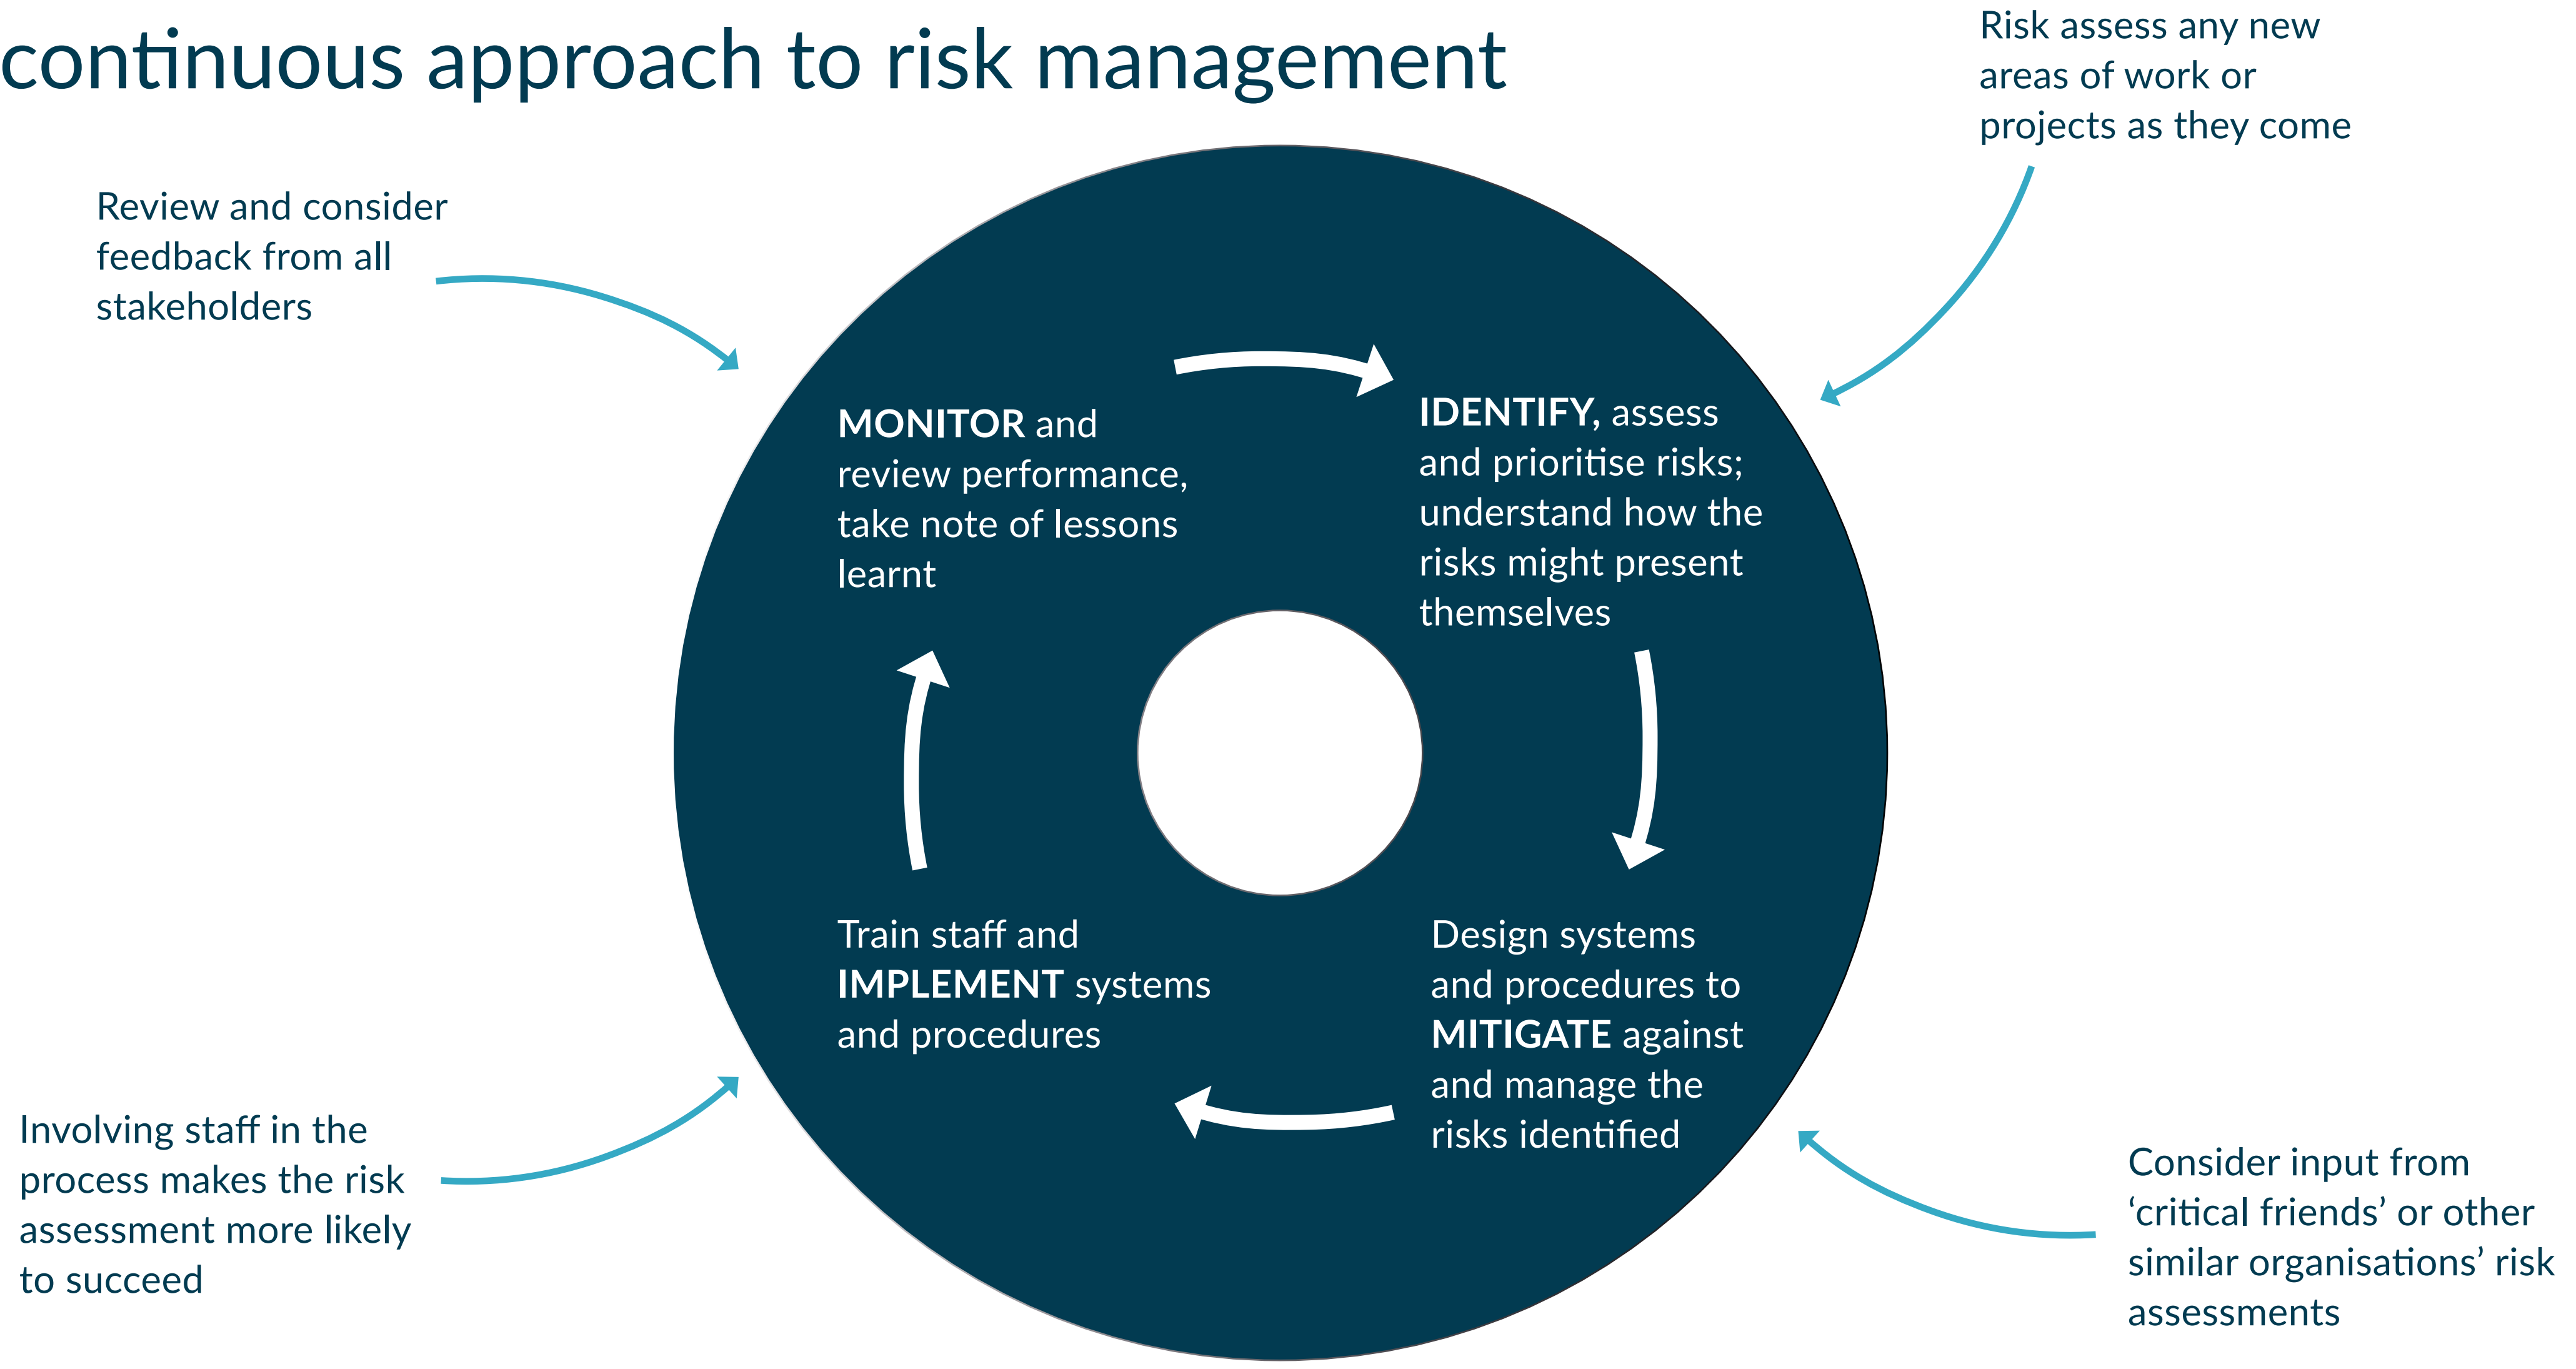 continuous approach to risk management
Risk assess any new
areas of work or
projects as they come
Review and consider
feedback from all
stakeholders
MONITOR and
review performance,
take note of lessons
learnt
IDENTIFY, assess
and prioritise risks;
understand how the
risks might present
themselves
Train staff and
IMPLEMENT systems
and procedures
Design systems
and procedures to
MITIGATE against
and manage the
risks identified
Involving staff in the
process makes the risk
assessment more likely
to succeed
Consider input from
‘critical friends’ or other
similar organisations’ risk
assessments